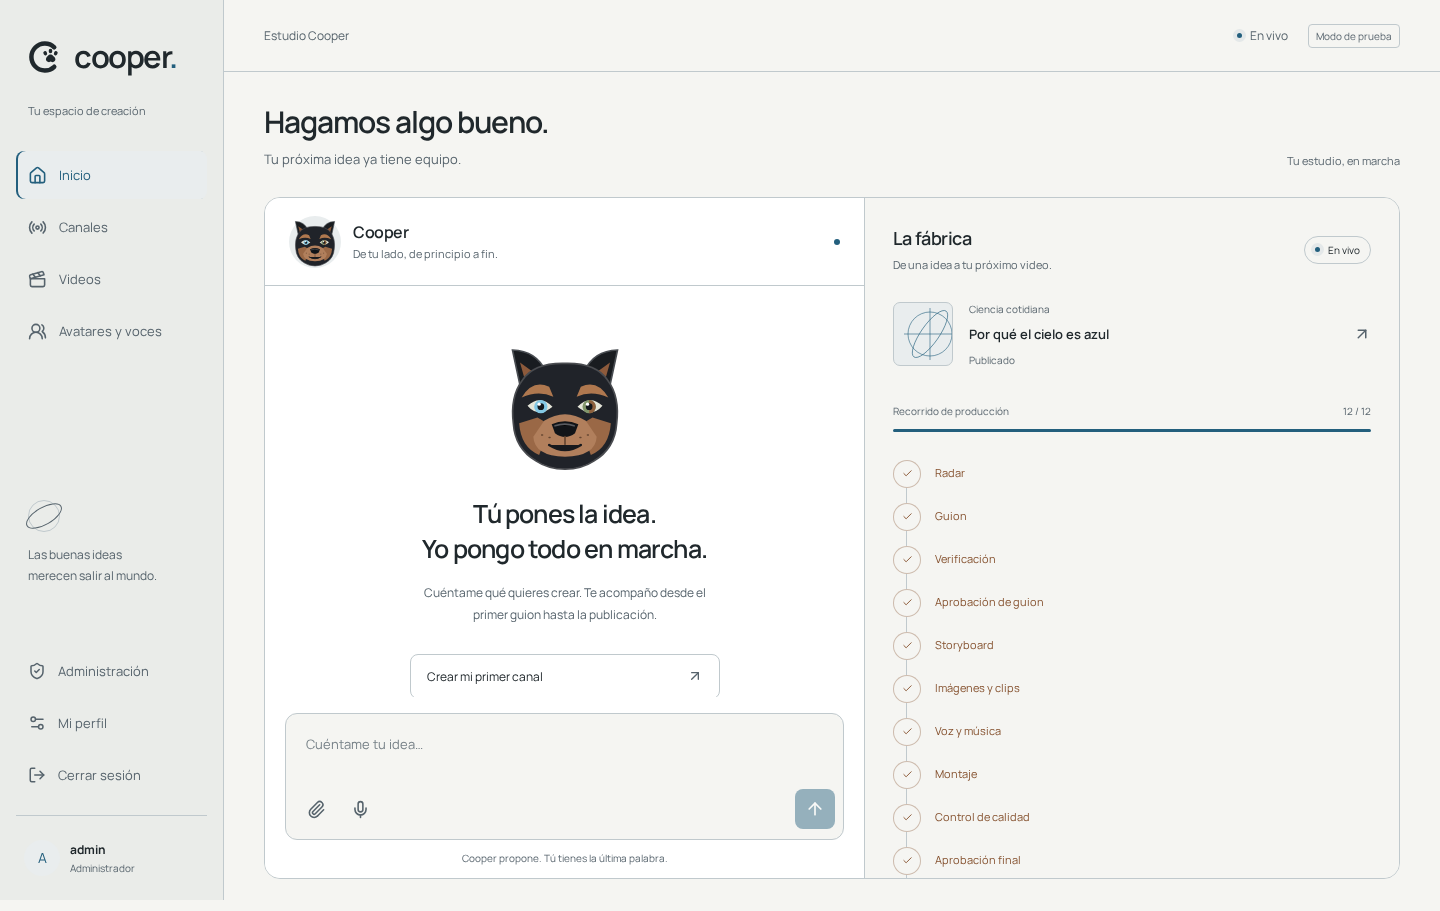 cooper.
Tu espacio de creación
Inicio
Canales
Videos
Avatares y voces
Las buenas ideas
merecen salir al mundo.
Administración
Mi perfil
Cerrar sesión
A
admin
Administrador
Estudio Cooper
En vivo
Modo de prueba
Hagamos algo bueno.
Tu próxima idea ya tiene equipo.
Tu estudio, en marcha
Cooper
De tu lado, de principio a fin.
Tú pones la idea.
Yo pongo todo en marcha.
Cuéntame qué quieres crear. Te acompaño desde el
primer guion hasta la publicación.
Crear mi primer canal
Cuéntame tu idea…
Cooper propone. Tú tienes la última palabra.
La fábrica
De una idea a tu próximo video.
En vivo
Ciencia cotidiana
Por qué el cielo es azul
Publicado
Recorrido de producción
12 / 12
Radar
Guion
Verificación
Aprobación de guion
Storyboard
Imágenes y clips
Voz y música
Montaje
Control de calidad
Aprobación final